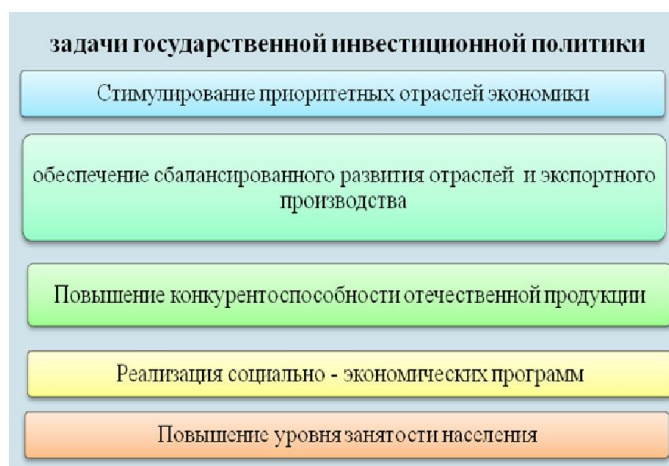 задачи государственной инвестиционной политики
Стимулирование приоритетных отраслей экономики
обеспечение сбалансированного развития отраслей и экспортного
производства
Повышение конкурентоспособности отечественной продукции
Реализация социально - экономических программ
Повышение уровня занятости населения